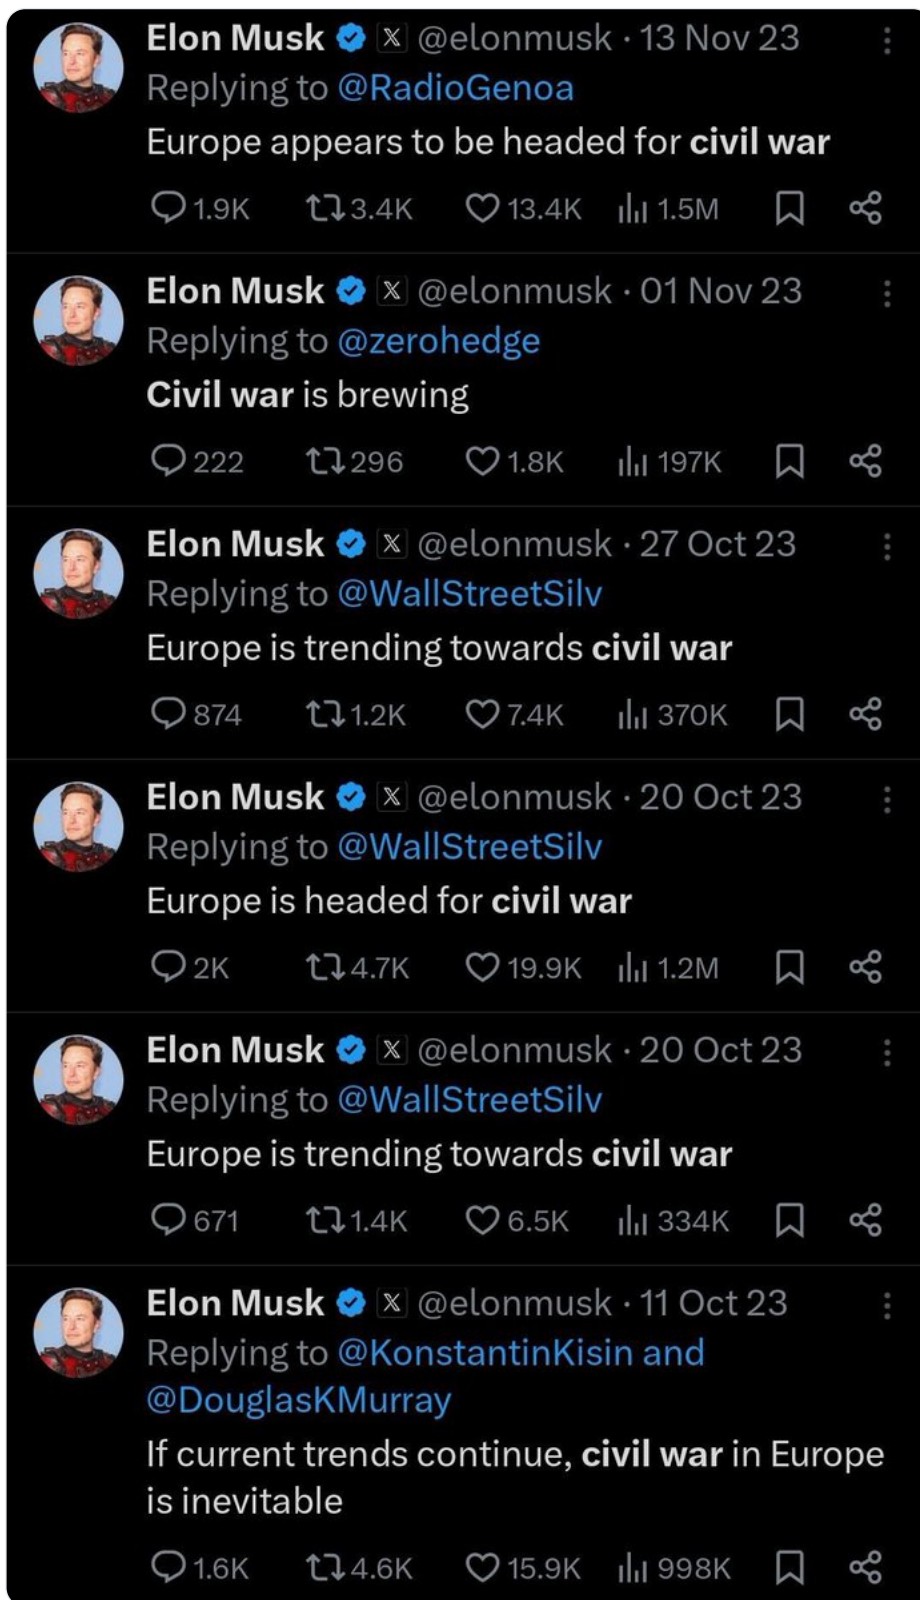 Elon Musk X @elonmusk · 13 Nov 23
Replying to @RadioGenoa
Europe appears to be headed for civil war
1.9K 3.4K 13.4K 1.5M
Elon Musk X @elonmusk · 01 Nov 23
Replying to @zerohedge
Civil war is brewing
222 296 1.8K 197K
Elon Musk X @elonmusk · 27 Oct 23
Replying to @WallStreetSilv
Europe is trending towards civil war
874 1.2K 7.4K 370K
Elon Musk X @elonmusk · 20 Oct 23
Replying to @WallStreetSilv
Europe is headed for civil war
2K 4.7K 19.9K 1.2M
Elon Musk X @elonmusk · 20 Oct 23
Replying to @WallStreetSilv
Europe is trending towards civil war
671 1.4K 6.5K 334K
Elon Musk X @elonmusk · 11 Oct 23
Replying to @KonstantinKisin and
@DouglasKMurray
If current trends continue, civil war in Europe
is inevitable
1.6K 4.6K 15.9K 998K